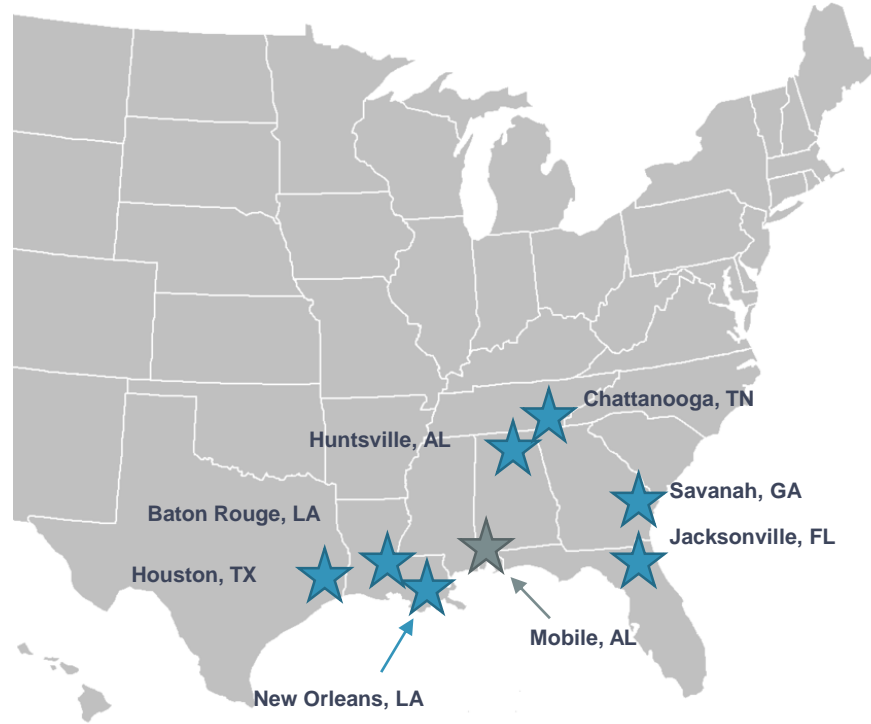 Chattanooga, TN
Huntsville, AL
Savanah, GA
Baton Rouge, LA
Jacksonville, FL
Houston, TX
Mobile, AL
New Orleans, LA